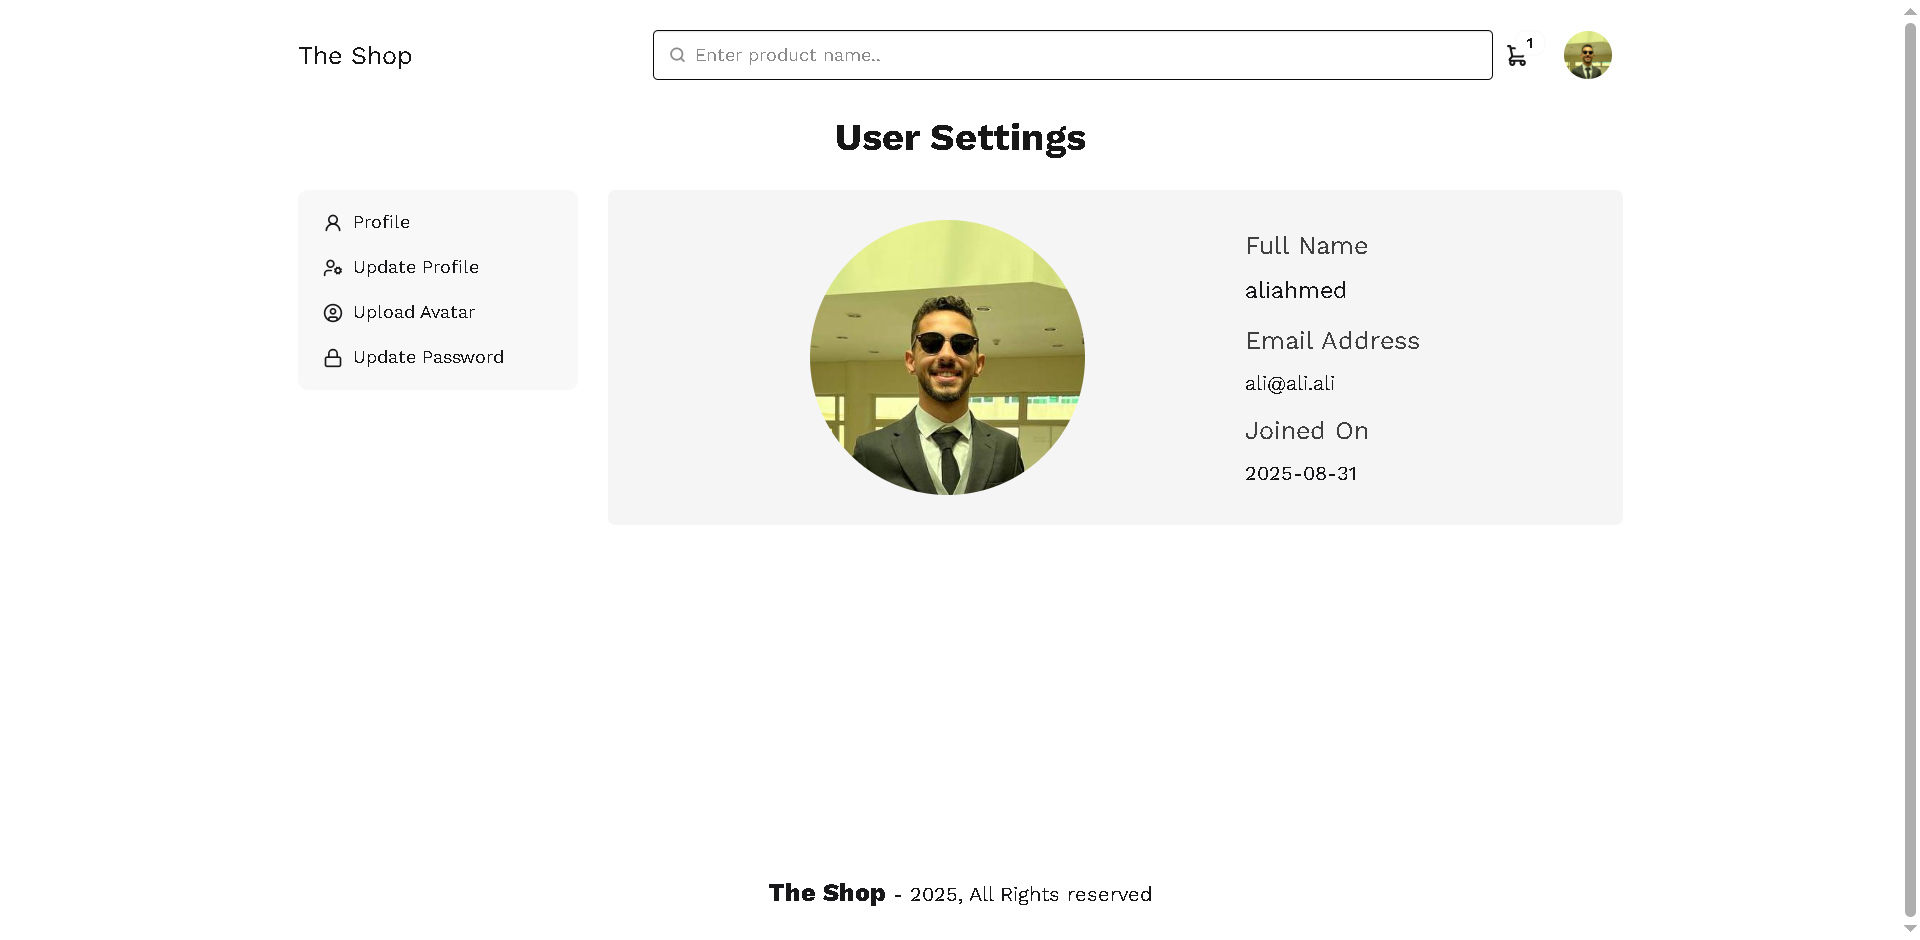 The Shop
Enter product name..
1
User Settings
Profile
Update Profile
Upload Avatar
Update Password
Full Name
aliahmed
Email Address
ali@ali.ali
Joined On
2025-08-31
The Shop - 2025, All Rights reserved